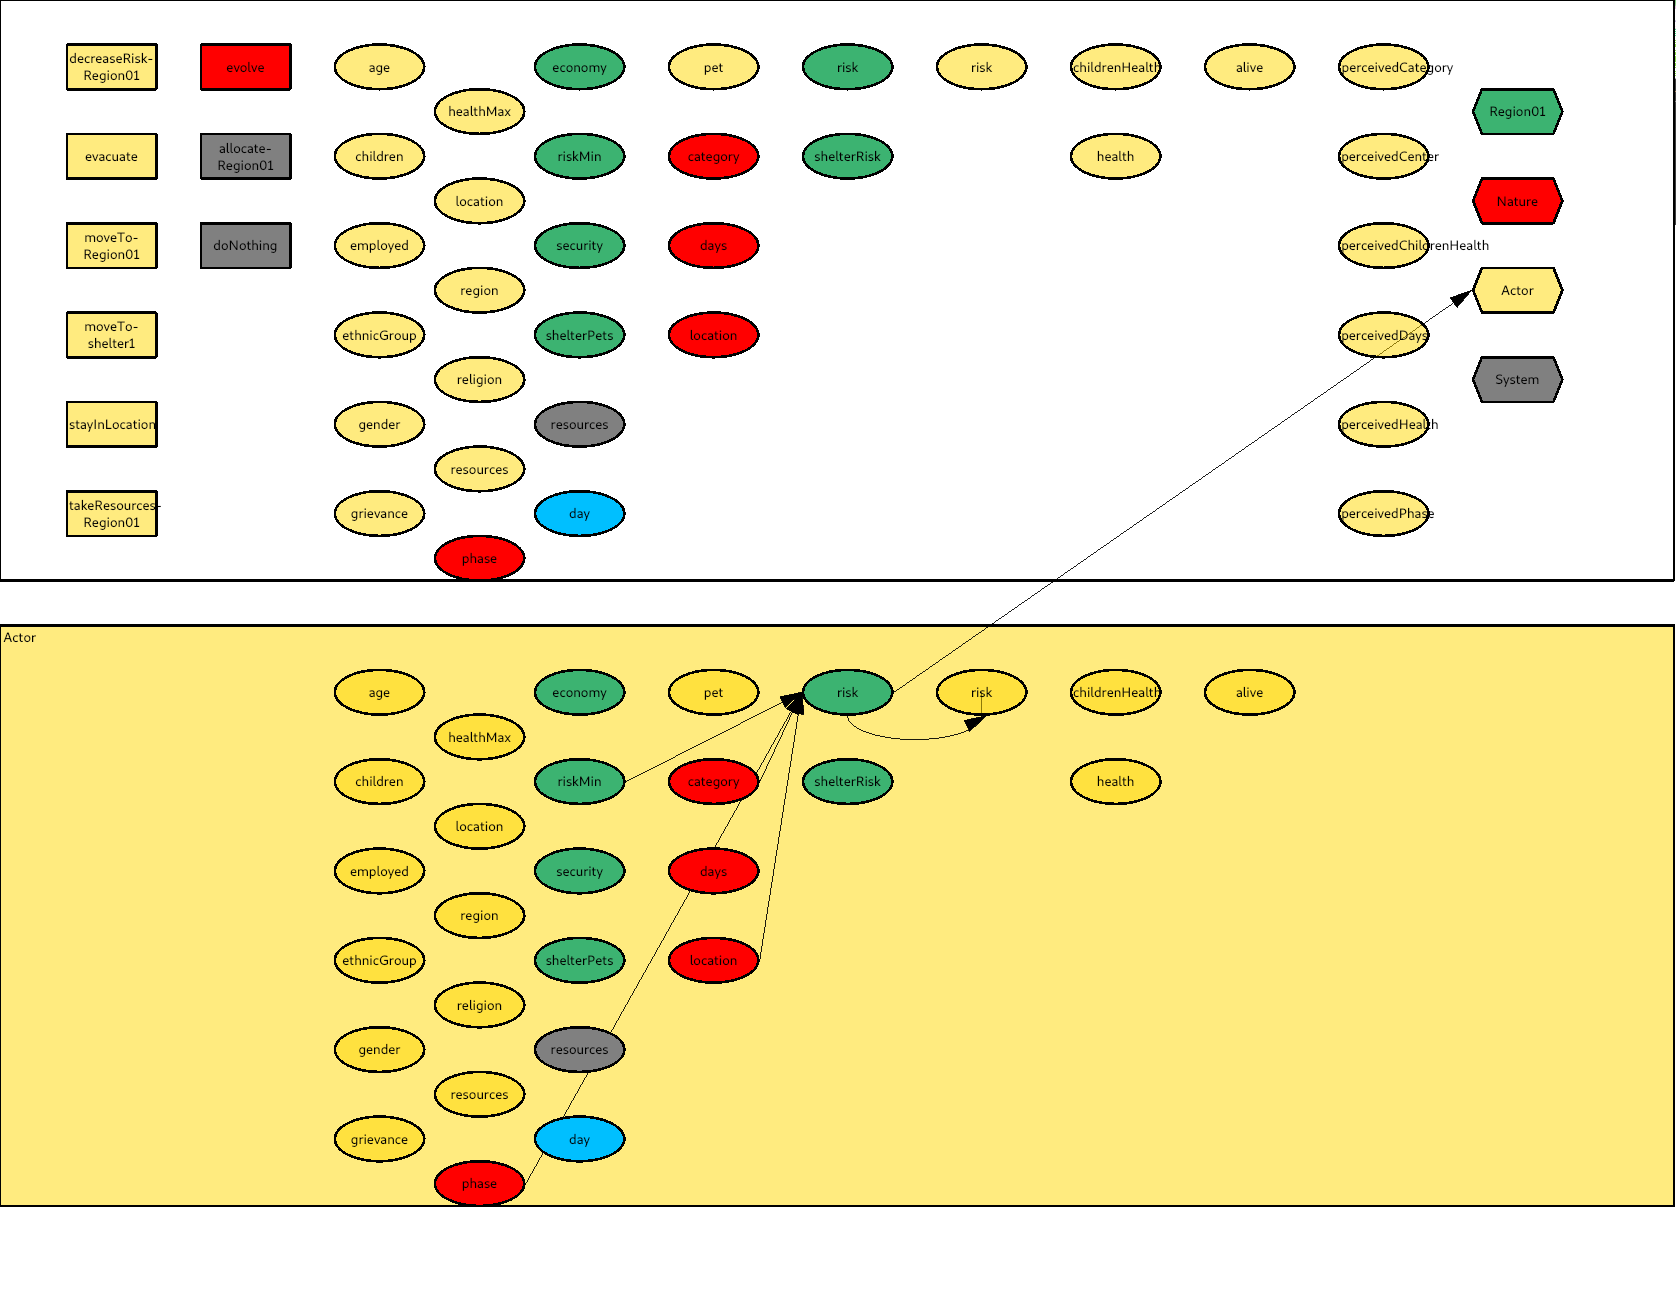 decreaseRisk-
Region01
evolve
age
economy
pet
risk
risk
childrenHealth
alive
perceivedCategory
healthMax
Region01
evacuate
allocate-
Region01
children
riskMin
category
shelterRisk
health
perceivedCenter
location
Nature
moveTo-
Region01
doNothing
employed
security
days
perceivedChildrenHealth
region
Actor
moveTo-
shelter1
ethnicGroup
shelterPets
location
perceivedDays
religion
System
stayInLocation
gender
resources
perceivedHealth
resources
takeResources-
Region01
grievance
day
perceivedPhase
phase
Actor
age
economy
pet
risk
risk
childrenHealth
alive
healthMax
children
riskMin
category
shelterRisk
health
location
employed
security
days
region
ethnicGroup
shelterPets
location
religion
gender
resources
resources
grievance
day
phase